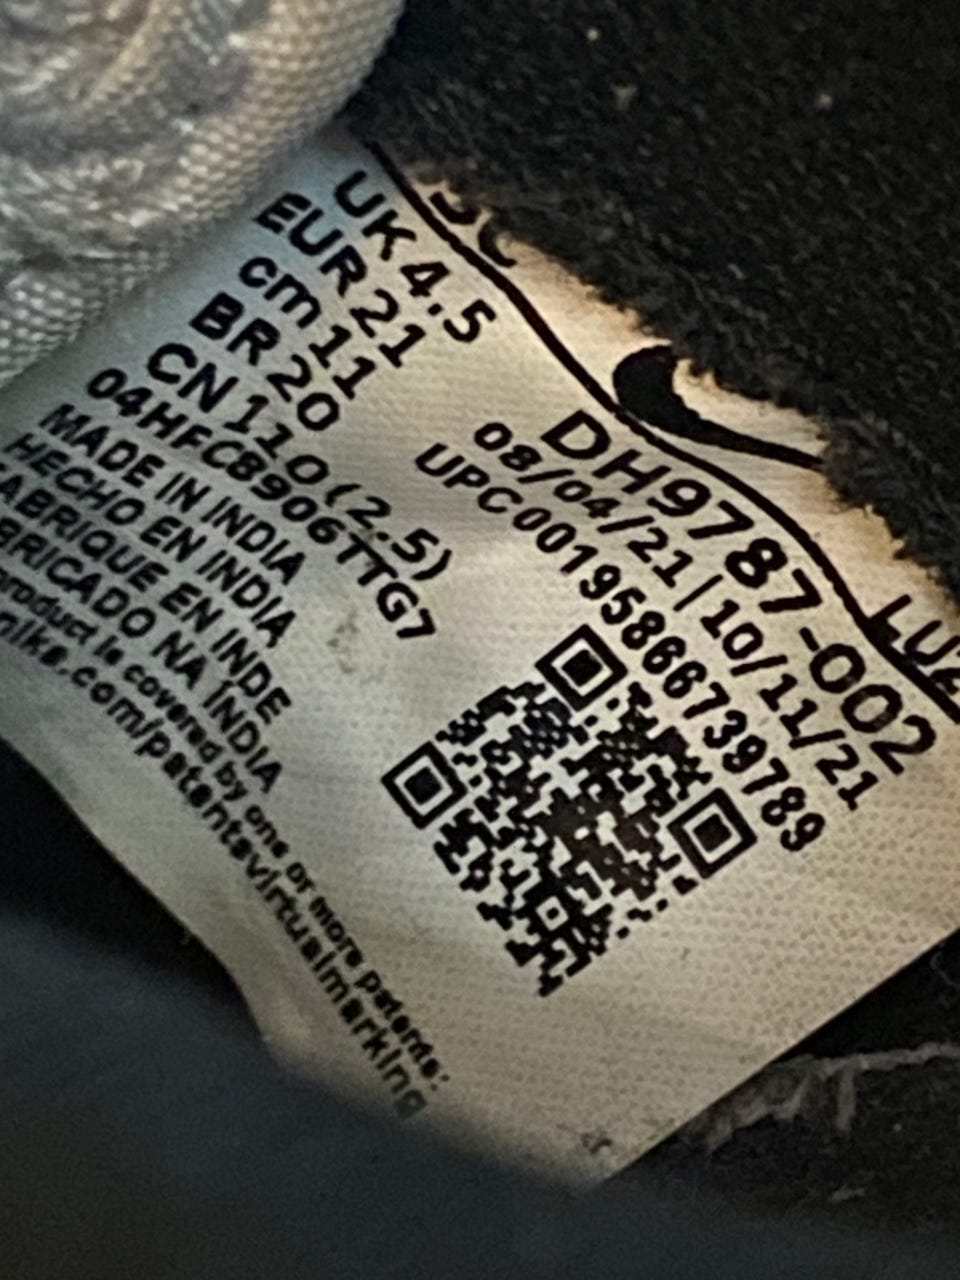 UK 4.5
EUR 21
cm 11
BR 20
CN 110 (2.5)
04HFC8906TTG7
MADE IN INDIA
HECHO EN INDIA
FABRIQUE EN INDE
BRICADO NA ÍNDIA
product is covered by one or more patents:
nike.com/patentsvirtualmarking
DH9787-002
08/04/21 | 10/11/21
UPC00195866739789